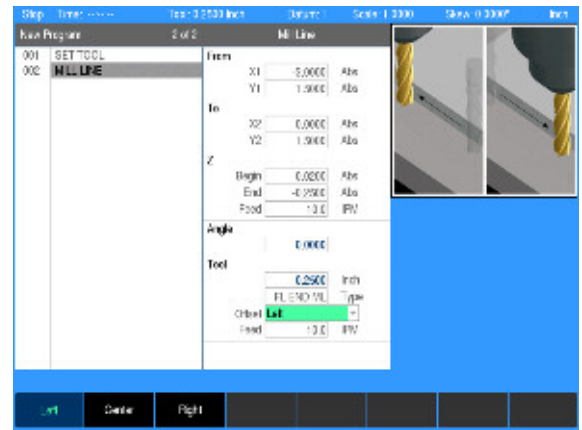 Stop Timer Tool: 0.2500 Inch Datum: 1 Scale: 1.0000 Skew: 0.0000° Inch
New Program 2 of 2 Mill Line
001 SET TOOL
002 MILL LINE
From
X1 Abs
Y1 1.5000 Abs
To
X2 0.0000 Abs
Y2 1.5000 Abs
Z
Begin 0.0200 Abs
End -0.2500 Abs
Feed 10.0 IPM
Angle
0.0000
Tool
0.2500 Inch
FL END ML Type
Offset Left
Feed 10.0 IPM
Left Center Right